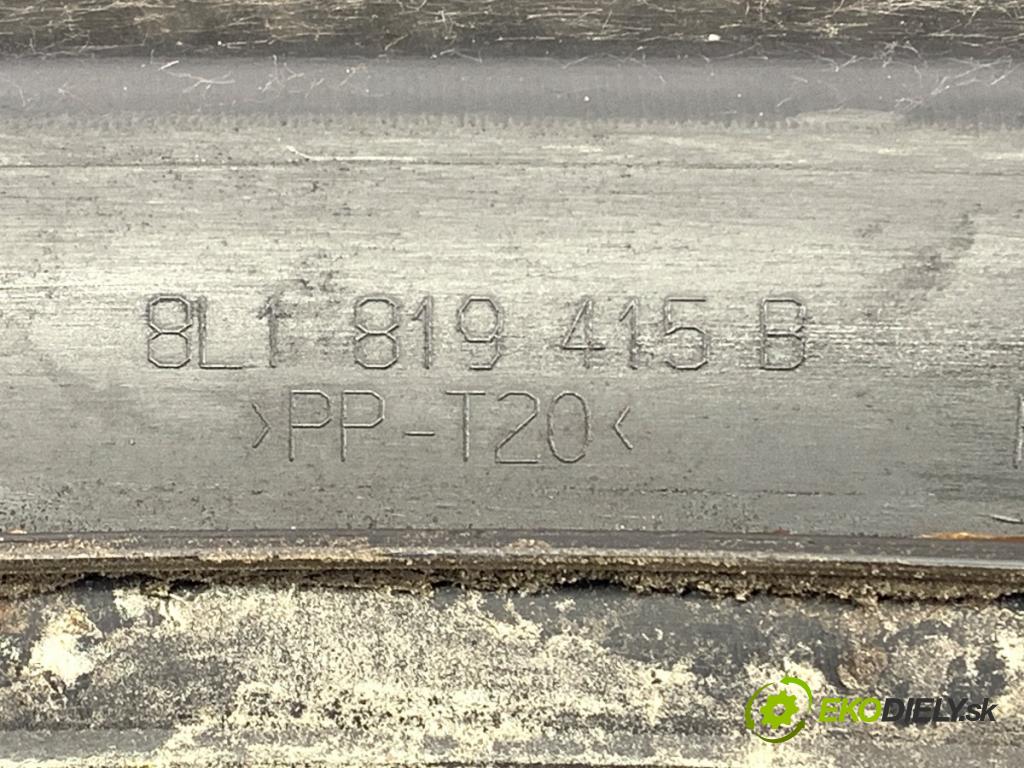 8L1 819 415 B
>PP-T20<
EKODIELY.sk